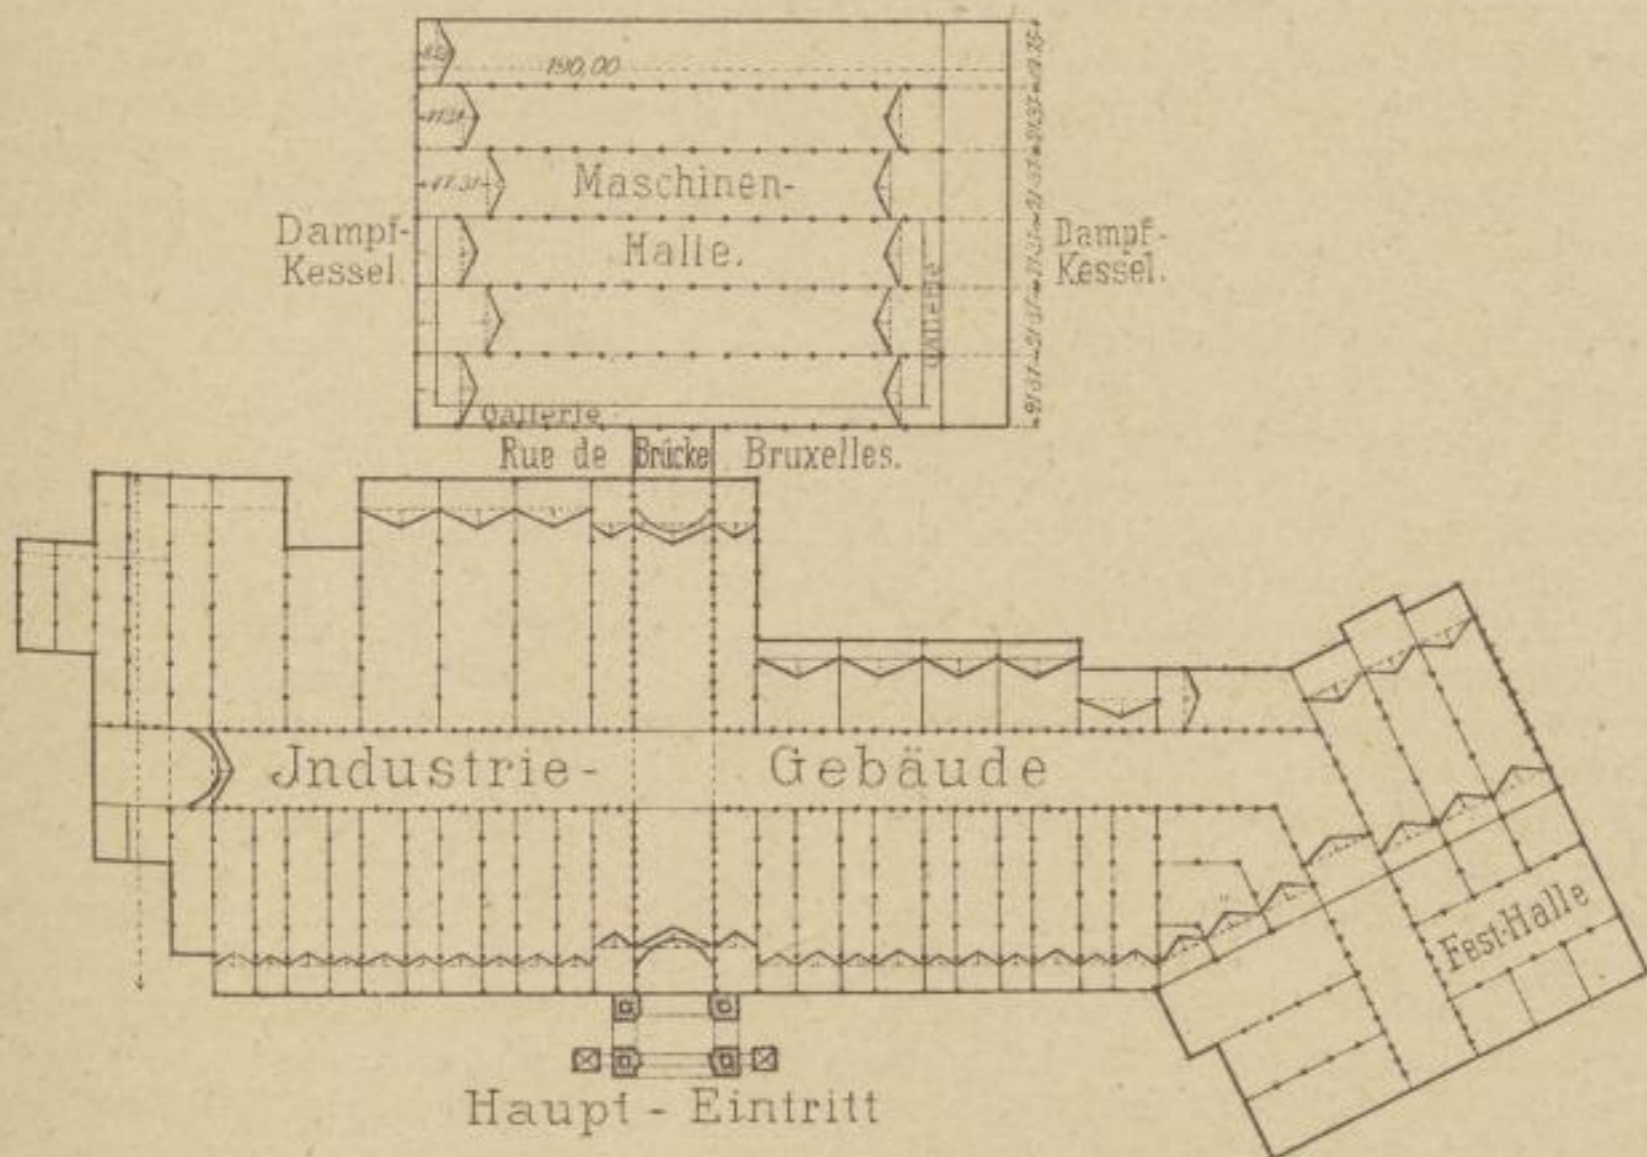 190,00
Maschinen-
Halle.
Dampf-
Kessel.
Dampf-
Kessel.
Gallerie
Gallerie
Rue de Brücke Bruxelles.
Jndustrie- Gebäude
Fest-Halle
Haupt - Eintritt